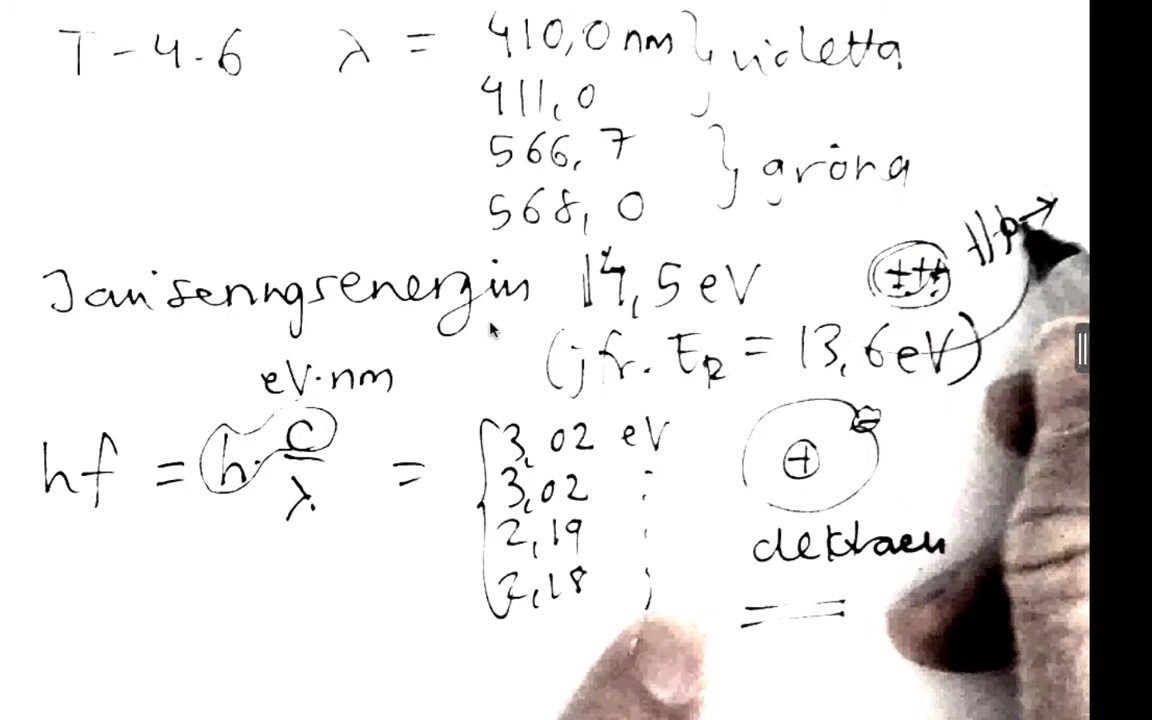 T-4.6 λ = 410,0 nm } violetta
411,0
566,7 } gröna
568,0
Joniseringsenergin 14,5 eV
(jfr. E_R = 13,6 eV)
eV·nm
hf = h · c/λ = { 3,02 eV
3,02
2,19
2,18